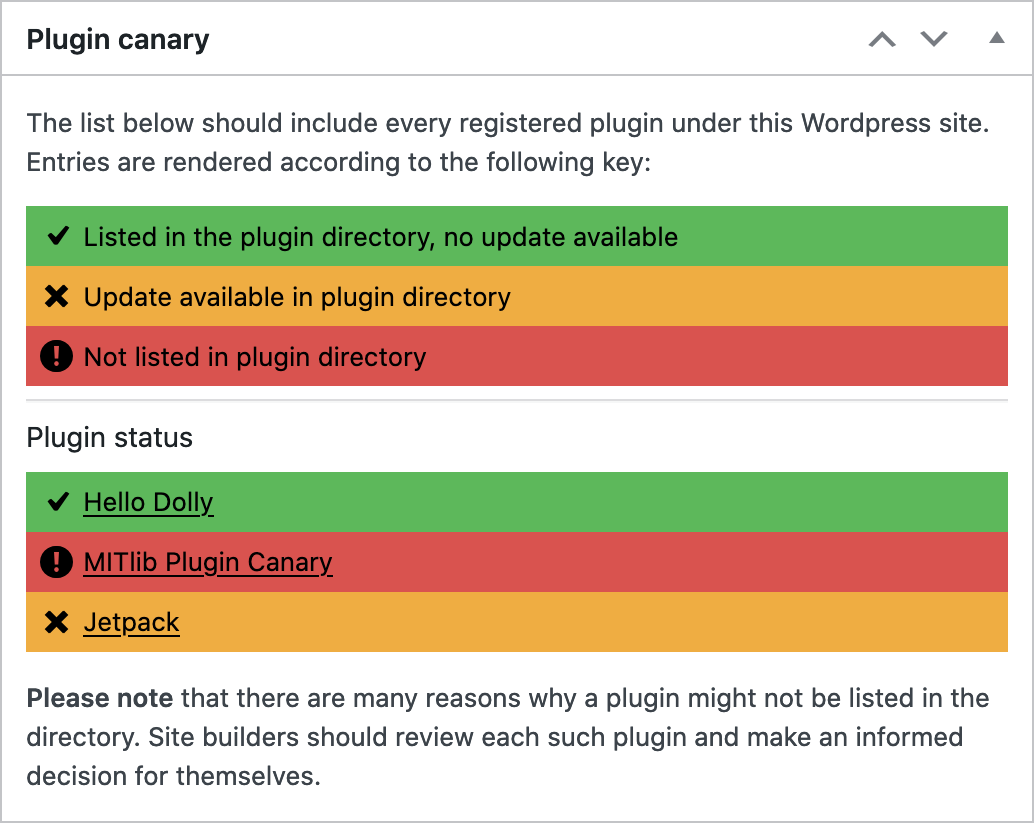 Plugin canary
The list below should include every registered plugin under this Wordpress site.
Entries are rendered according to the following key:
Listed in the plugin directory, no update available
Update available in plugin directory
Not listed in plugin directory
Plugin status
Hello Dolly
MITlib Plugin Canary
Jetpack
Please note that there are many reasons why a plugin might not be listed in the
directory. Site builders should review each such plugin and make an informed
decision for themselves.